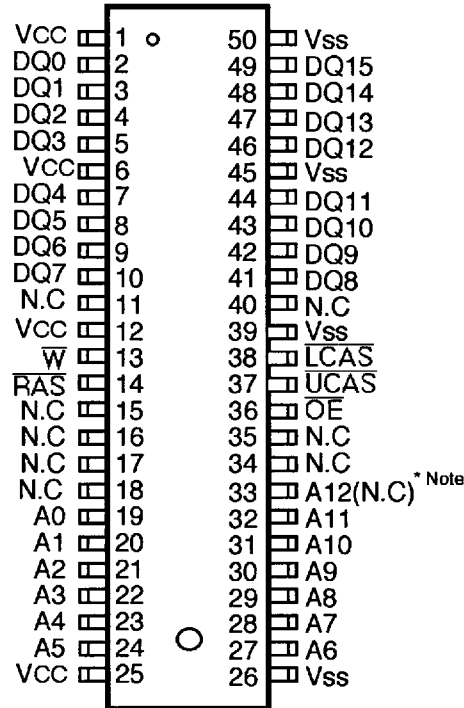 VCC 1 50 Vss
DQ0 2 49 DQ15
DQ1 3 48 DQ14
DQ2 4 47 DQ13
DQ3 5 46 DQ12
VCC 6 45 Vss
DQ4 7 44 DQ11
DQ5 8 43 DQ10
DQ6 9 42 DQ9
DQ7 10 41 DQ8
N.C 11 40 N.C
VCC 12 39 Vss
W̅ 13 38 L̅C̅A̅S̅
R̅A̅S̅ 14 37 U̅C̅A̅S̅
N.C 15 36 O̅E̅
N.C 16 35 N.C
N.C 17 34 N.C
N.C 18 33 A12(N.C)* Note
A0 19 32 A11
A1 20 31 A10
A2 21 30 A9
A3 22 29 A8
A4 23 28 A7
A5 24 27 A6
VCC 25 26 Vss